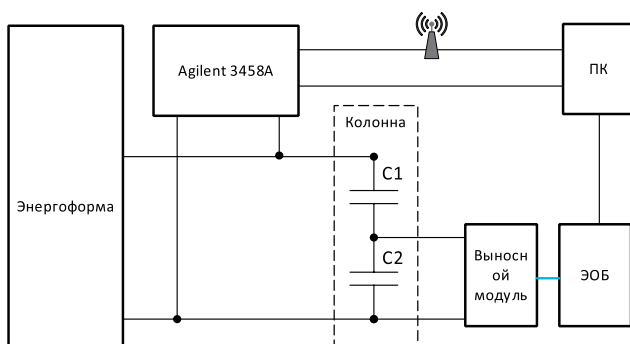 Agilent 3458A
ПК
Колонна
C1
Энергоформа
C2
Выносн
ой
модуль
ЭОБ